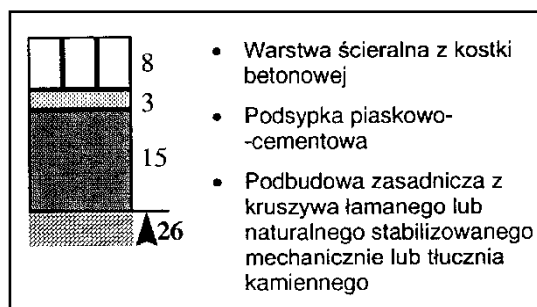 8
3
15
26
• Warstwa ścieralna z kostki
betonowej
• Podsypka piaskowo-
-cementowa
• Podbudowa zasadnicza z
kruszywa łamanego lub
naturalnego stabilizowanego
mechanicznie lub tłucznia
kamiennego